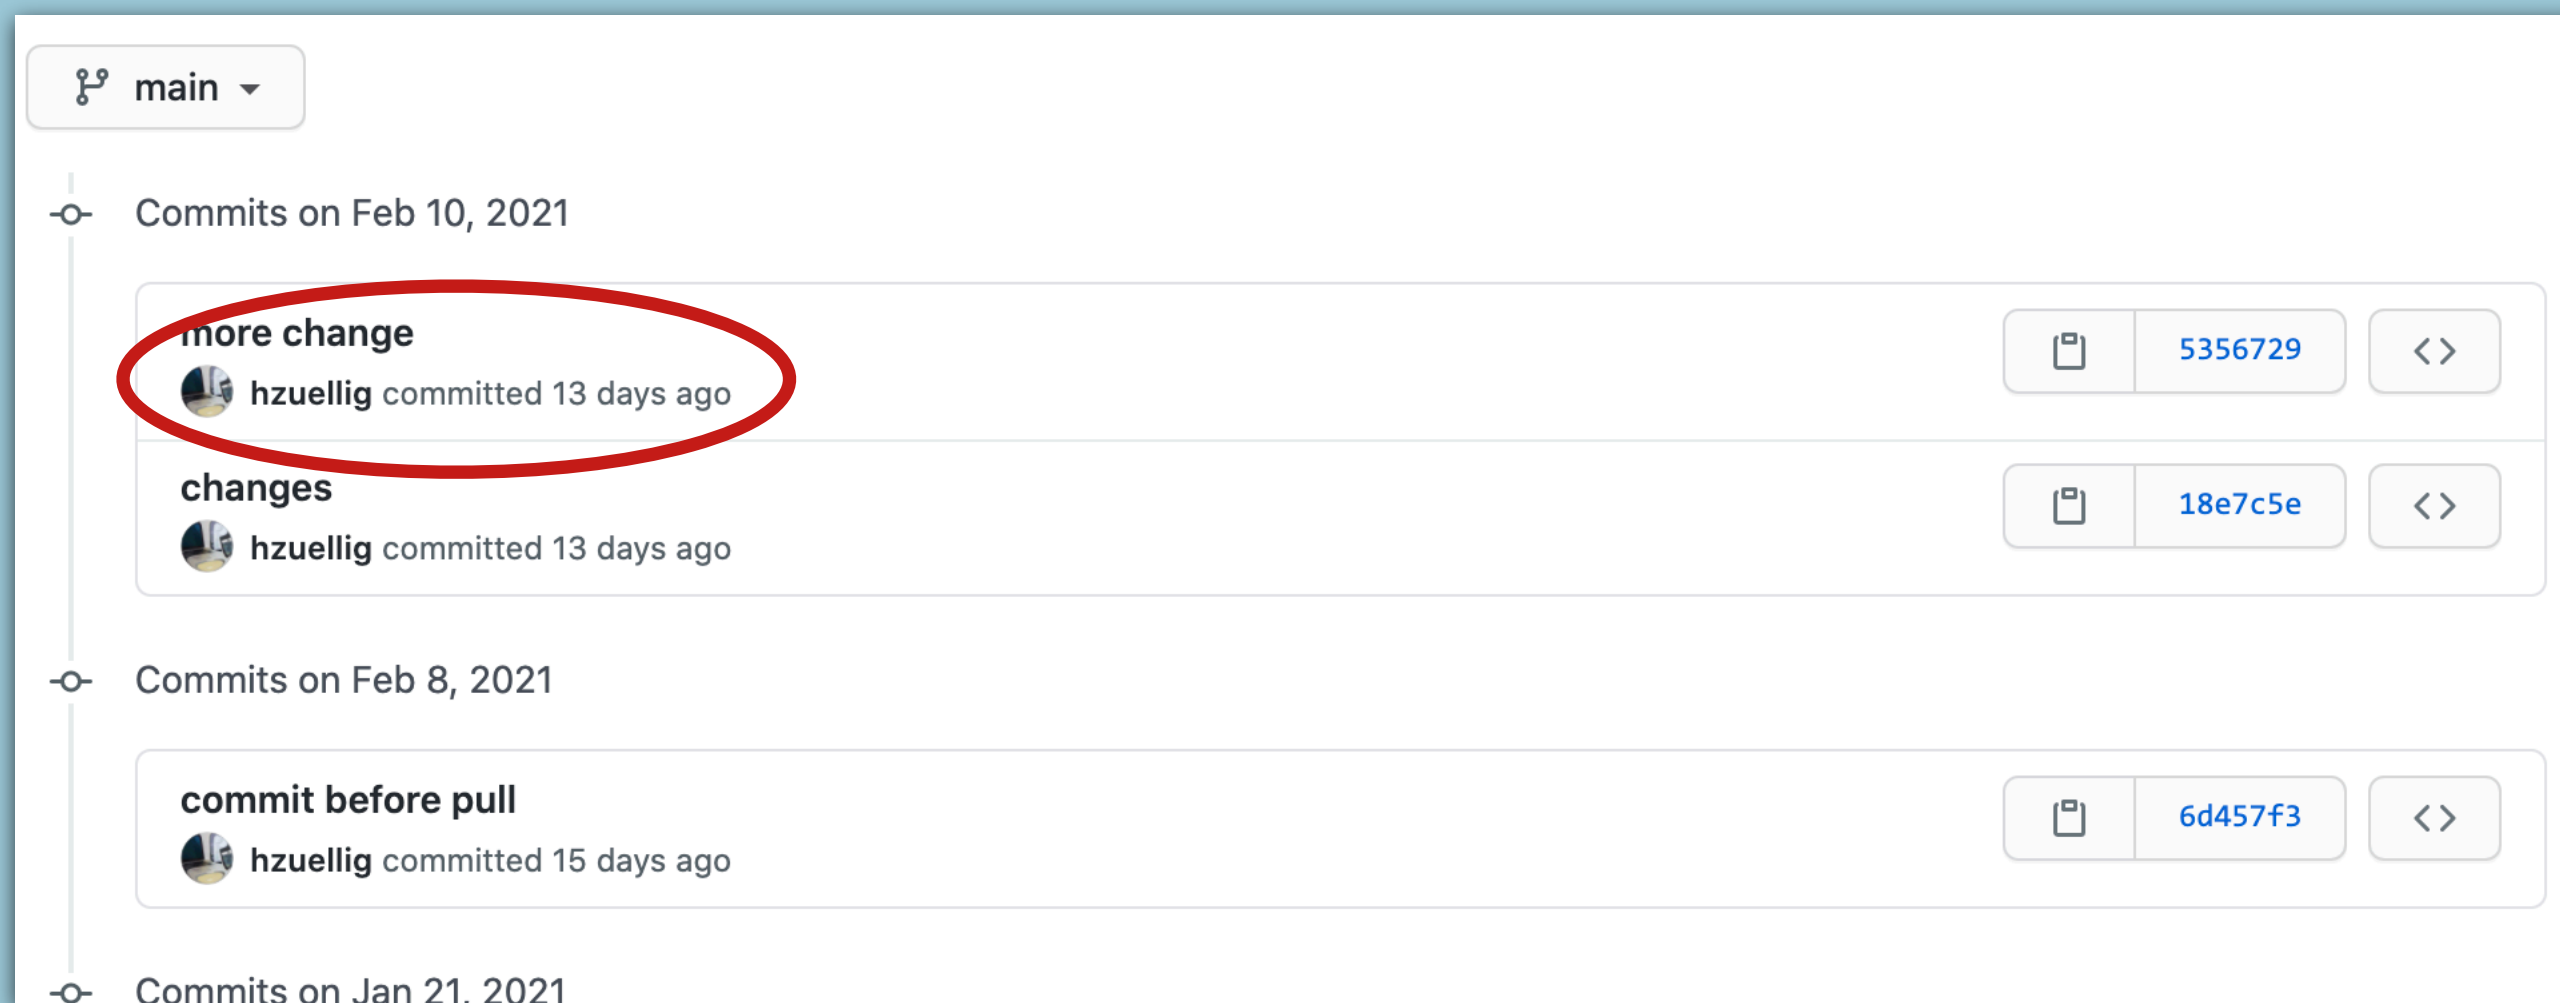 main
Commits on Feb 10, 2021
more change
5356729
hzuellig committed 13 days ago
changes
18e7c5e
hzuellig committed 13 days ago
Commits on Feb 8, 2021
commit before pull
6d457f3
hzuellig committed 15 days ago
Commits on Jan 21, 2021